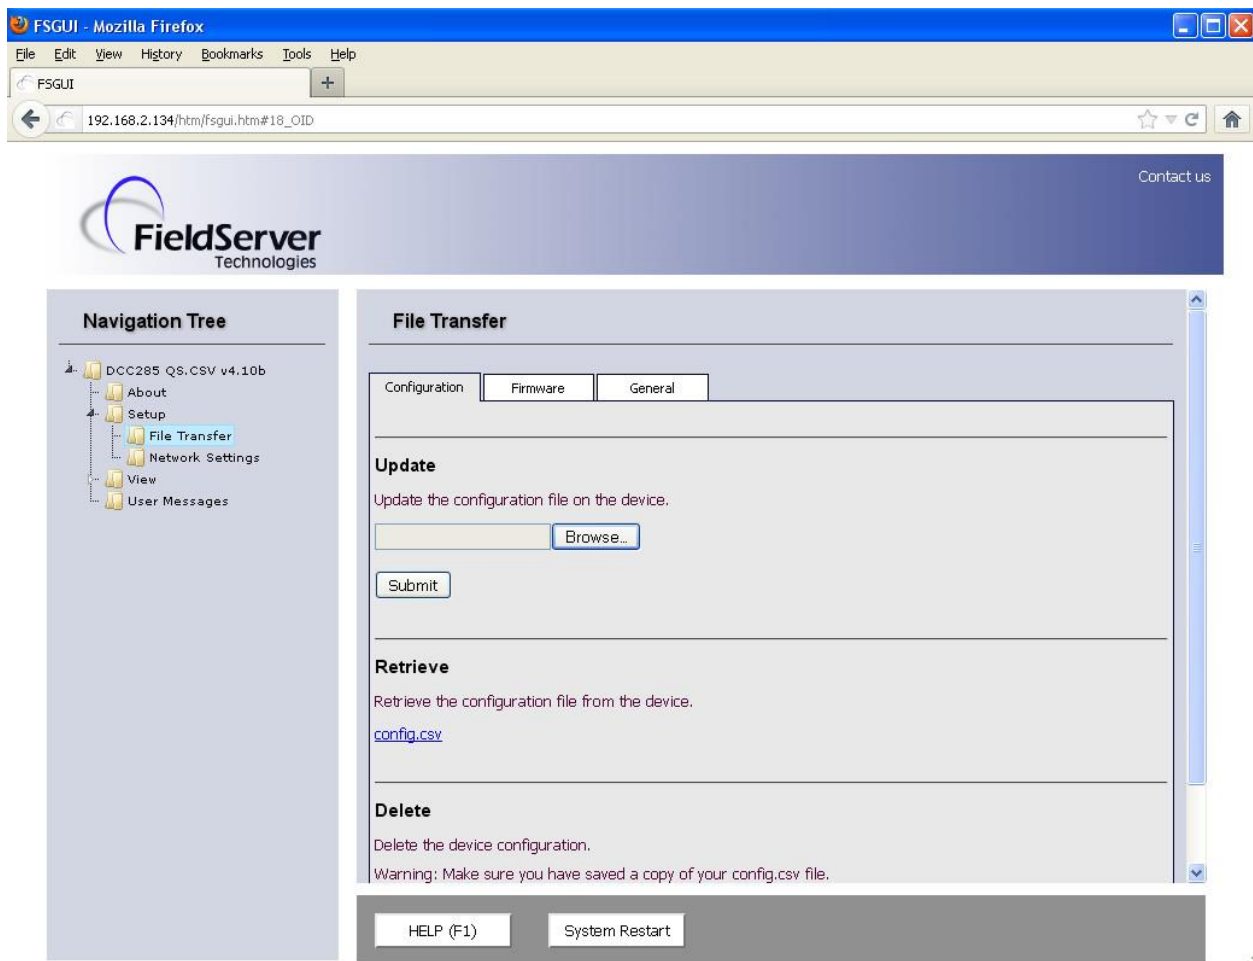 FSGUI - Mozilla Firefox
File Edit View History Bookmarks Tools Help
FSGUI +
192.168.2.134/htm/fsgui.htm#18_OID
Contact us
FieldServer
Technologies
Navigation Tree
DCC285 QS.CSV v4.10b
About
Setup
File Transfer
Network Settings
View
User Messages
File Transfer
Configuration Firmware General
Update
Update the configuration file on the device.
Browse...
Submit
Retrieve
Retrieve the configuration file from the device.
config.csv
Delete
Delete the device configuration.
Warning: Make sure you have saved a copy of your config.csv file.
HELP (F1) System Restart